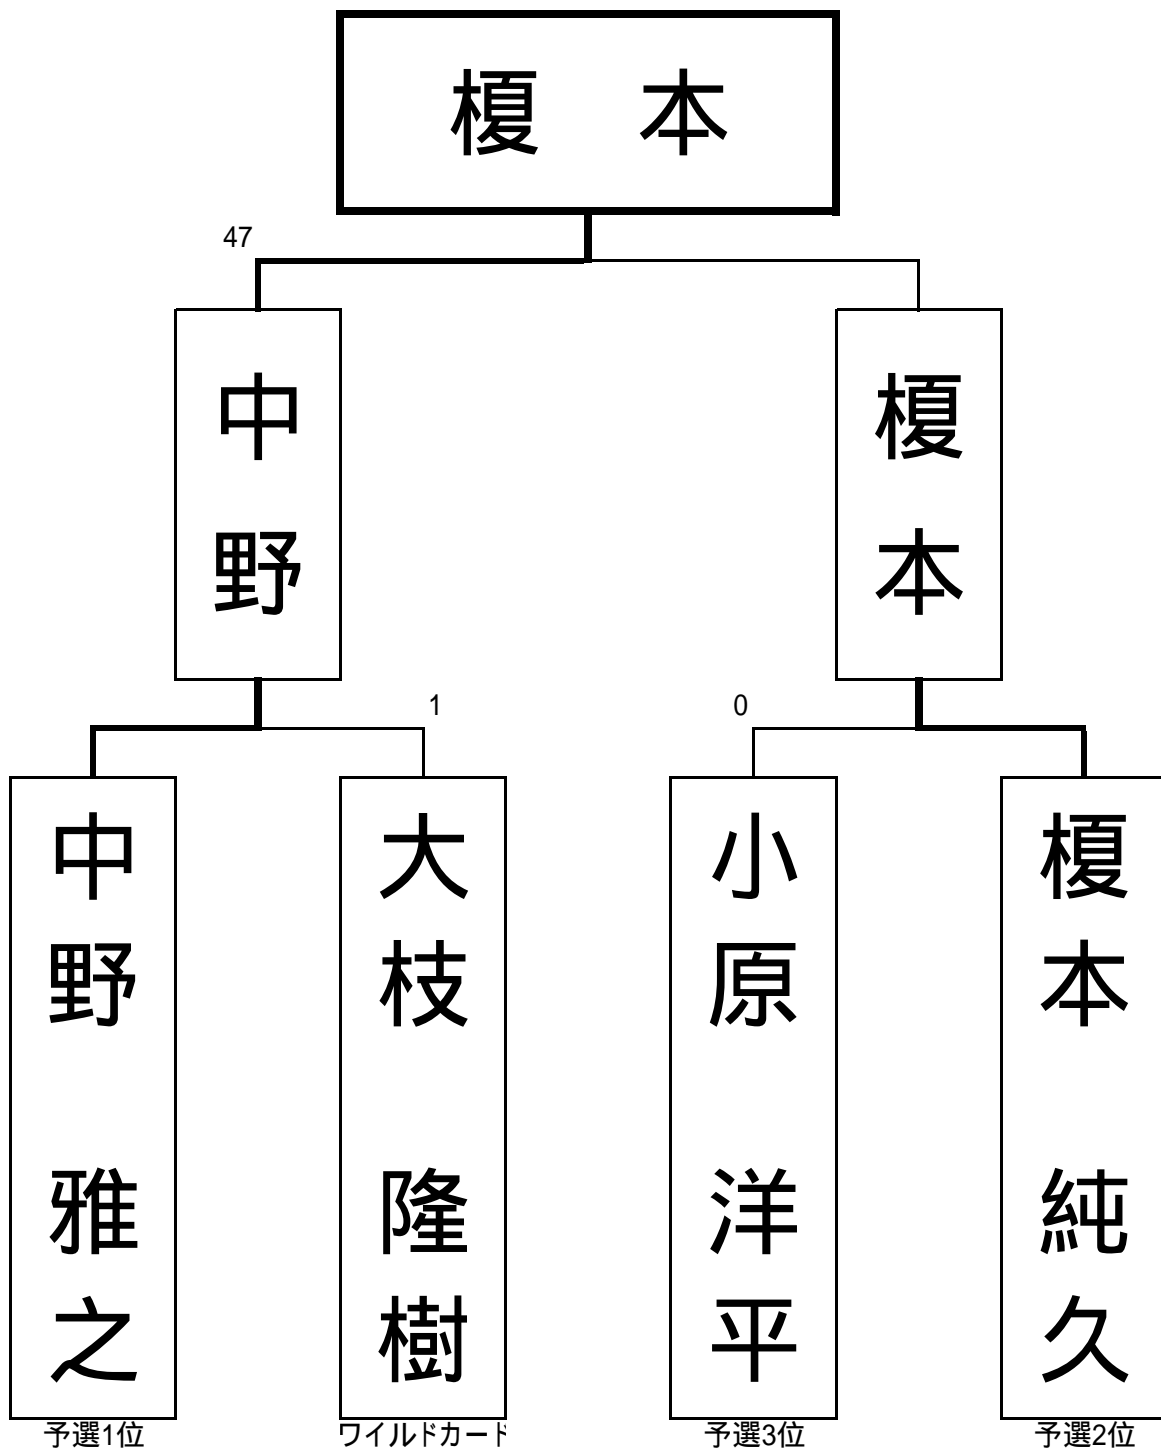 榎 本
47
中野
榎本
1
0
中野 雅之
大枝 隆樹
小原 洋平
榎本 純久
予選1位
ワイルドカード
予選3位
予選2位